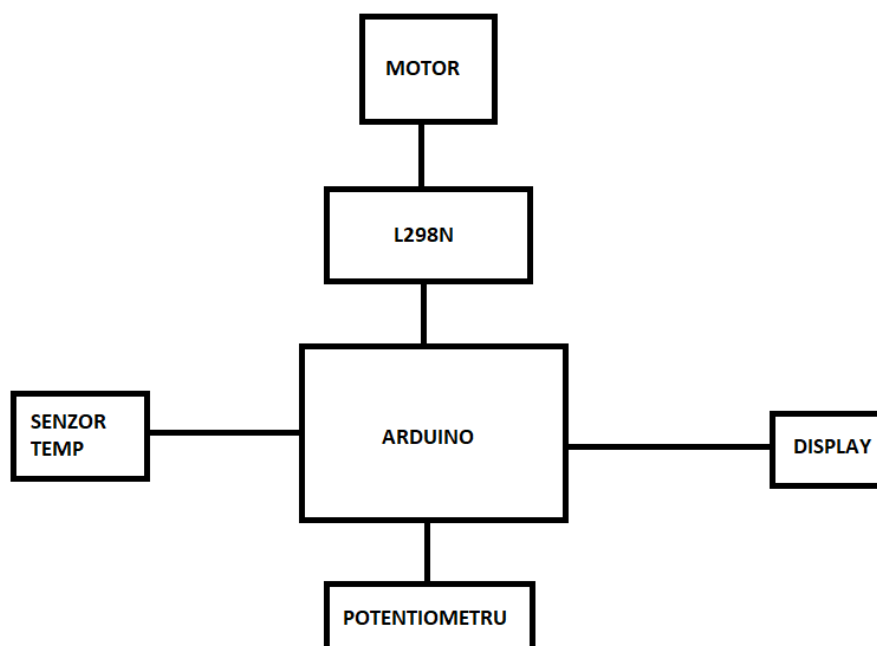 MOTOR
L298N
SENZOR
TEMP
ARDUINO
DISPLAY
POTENTIOMETRU